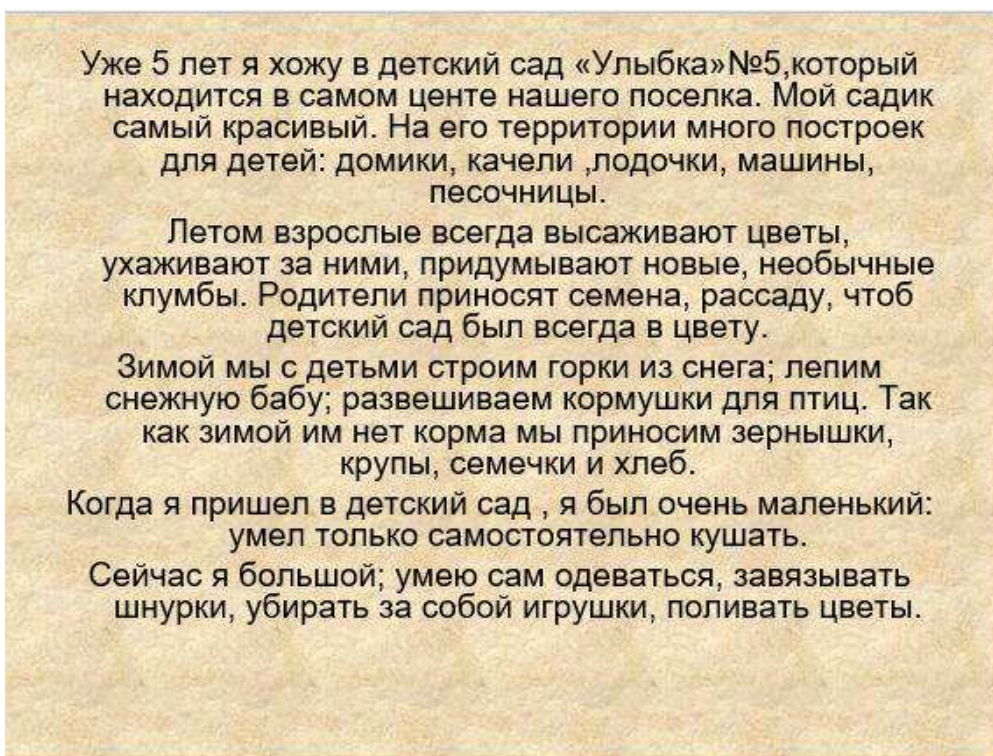 Уже 5 лет я хожу в детский сад «Улыбка»№5,который
находится в самом центе нашего поселка. Мой садик
самый красивый. На его территории много построек
для детей: домики, качели ,лодочки, машины,
песочницы.
Летом взрослые всегда высаживают цветы,
ухаживают за ними, придумывают новые, необычные
клумбы. Родители приносят семена, рассаду, чтоб
детский сад был всегда в цвету.
Зимой мы с детьми строим горки из снега; лепим
снежную бабу; развешиваем кормушки для птиц. Так
как зимой им нет корма мы приносим зернышки,
крупы, семечки и хлеб.
Когда я пришел в детский сад , я был очень маленький:
умел только самостоятельно кушать.
Сейчас я большой; умею сам одеваться, завязывать
шнурки, убирать за собой игрушки, поливать цветы.